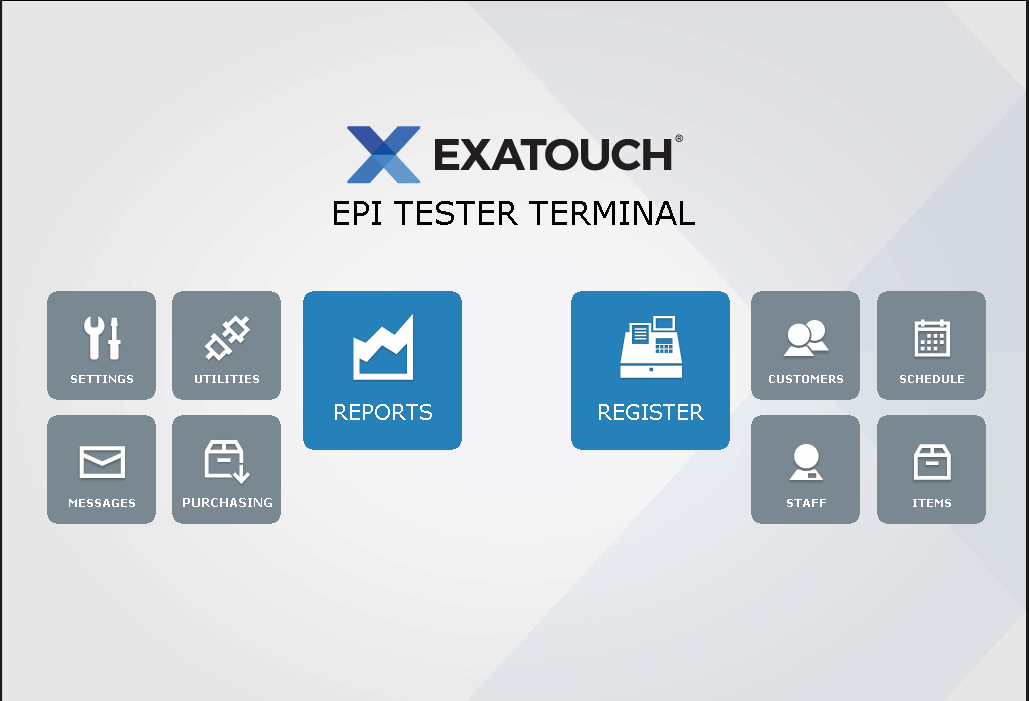 EXATOUCH®
EPI TESTER TERMINAL
SETTINGS
UTILITIES
REPORTS
REGISTER
CUSTOMERS
SCHEDULE
MESSAGES
PURCHASING
STAFF
ITEMS